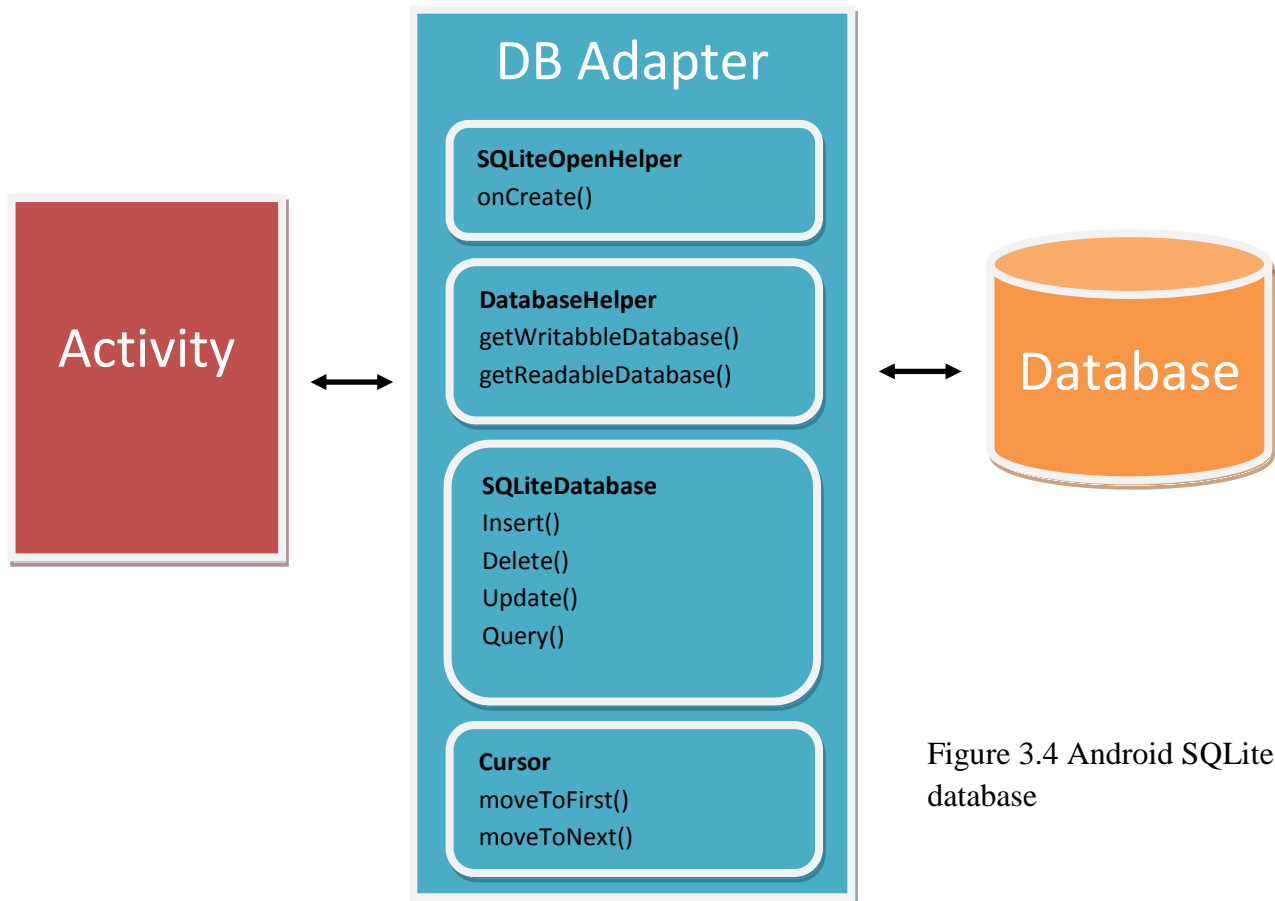 DB Adapter
SQLiteOpenHelper
onCreate()
Activity
DatabaseHelper
getWritabbleDatabase()
getReadableDatabase()
Database
SQLiteDatabase
Insert()
Delete()
Update()
Query()
Cursor
moveToFirst()
moveToNext()
Figure 3.4 Android SQLite
database